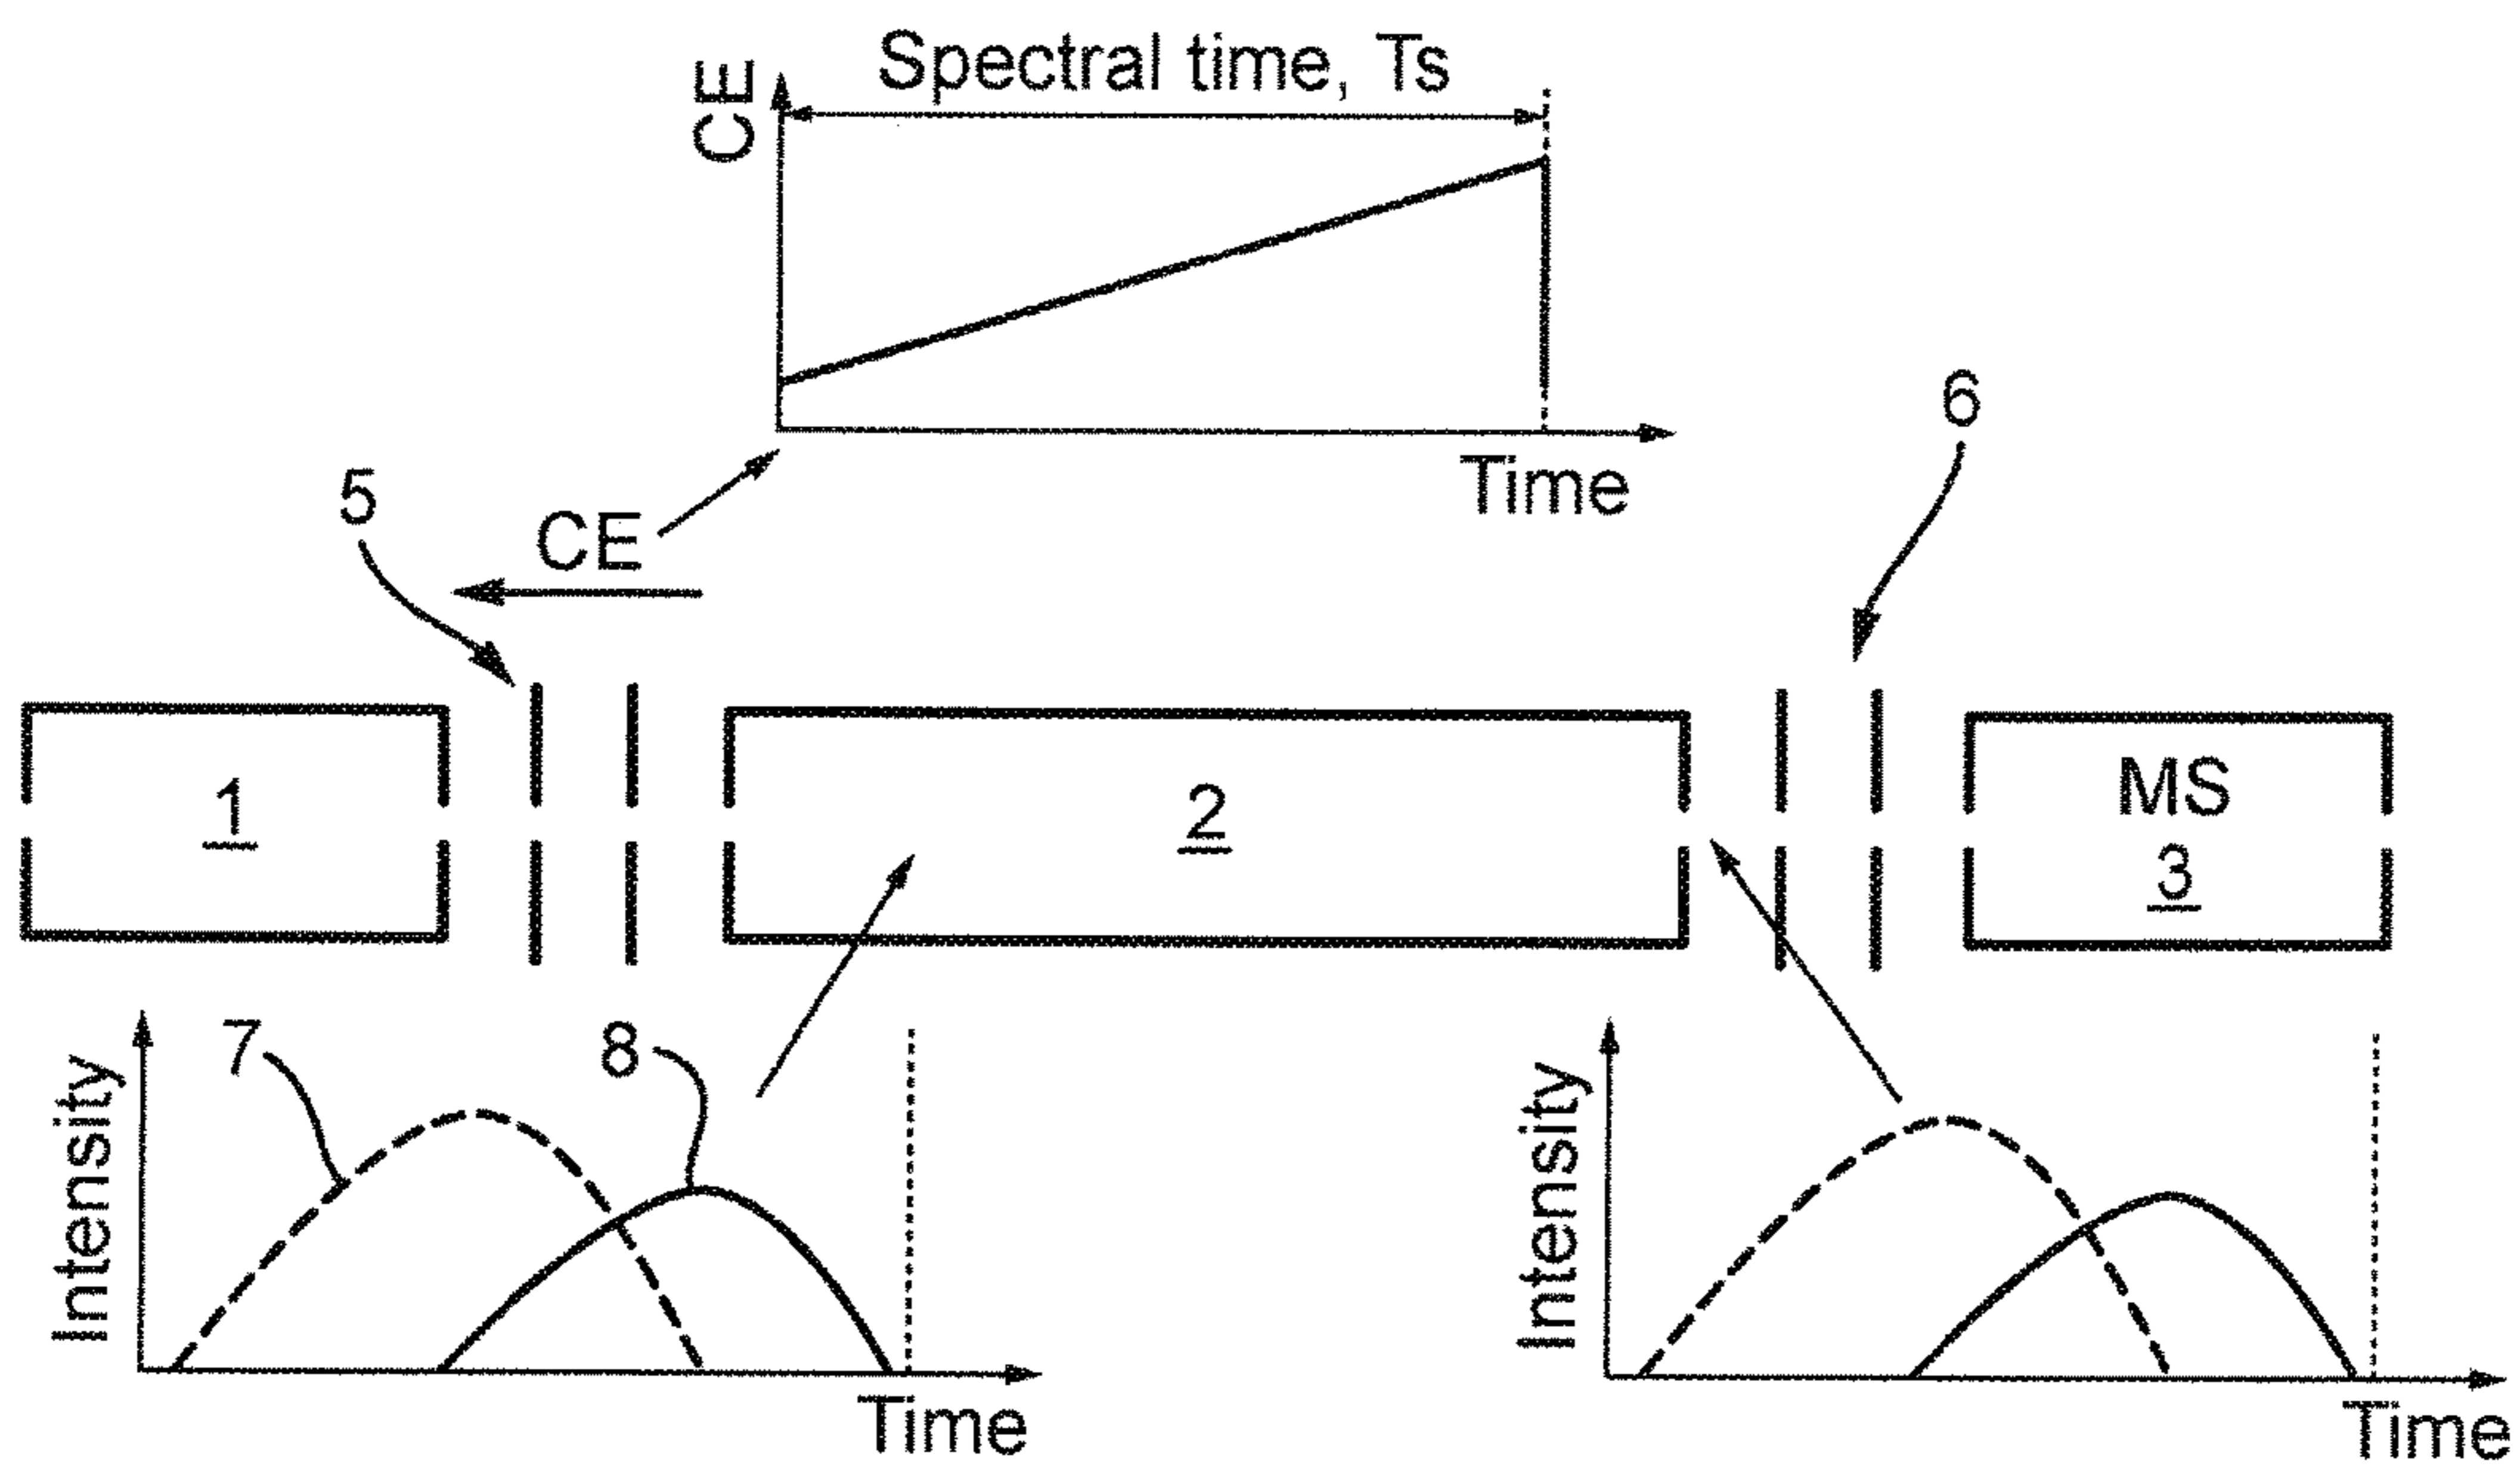 Spectral time, Ts
CE
Time
6
5
CE
1
2
MS
3
7
8
Intensity
Time
Intensity
Time